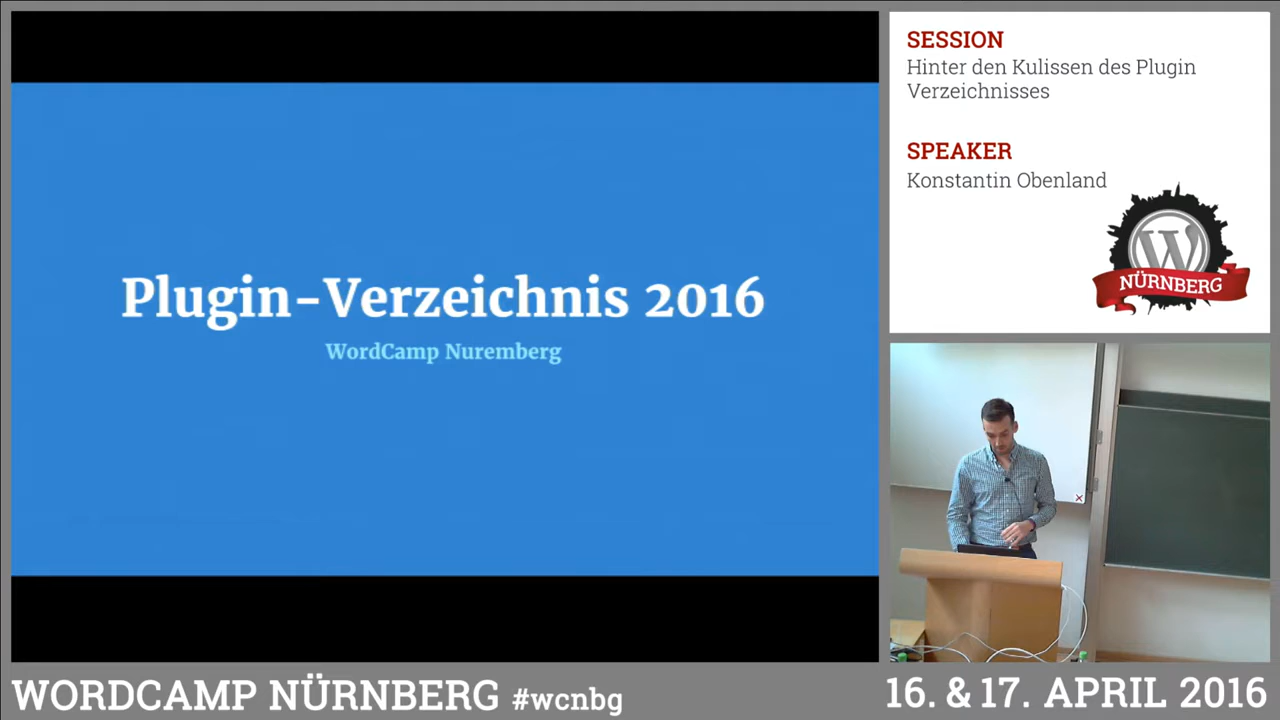 Plugin-Verzeichnis 2016
WordCamp Nuremberg
SESSION
Hinter den Kulissen des Plugin
Verzeichnisses
SPEAKER
Konstantin Obenland
W
NÜRNBERG
WORDCAMP NÜRNBERG #wcnbg
16. & 17. APRIL 2016